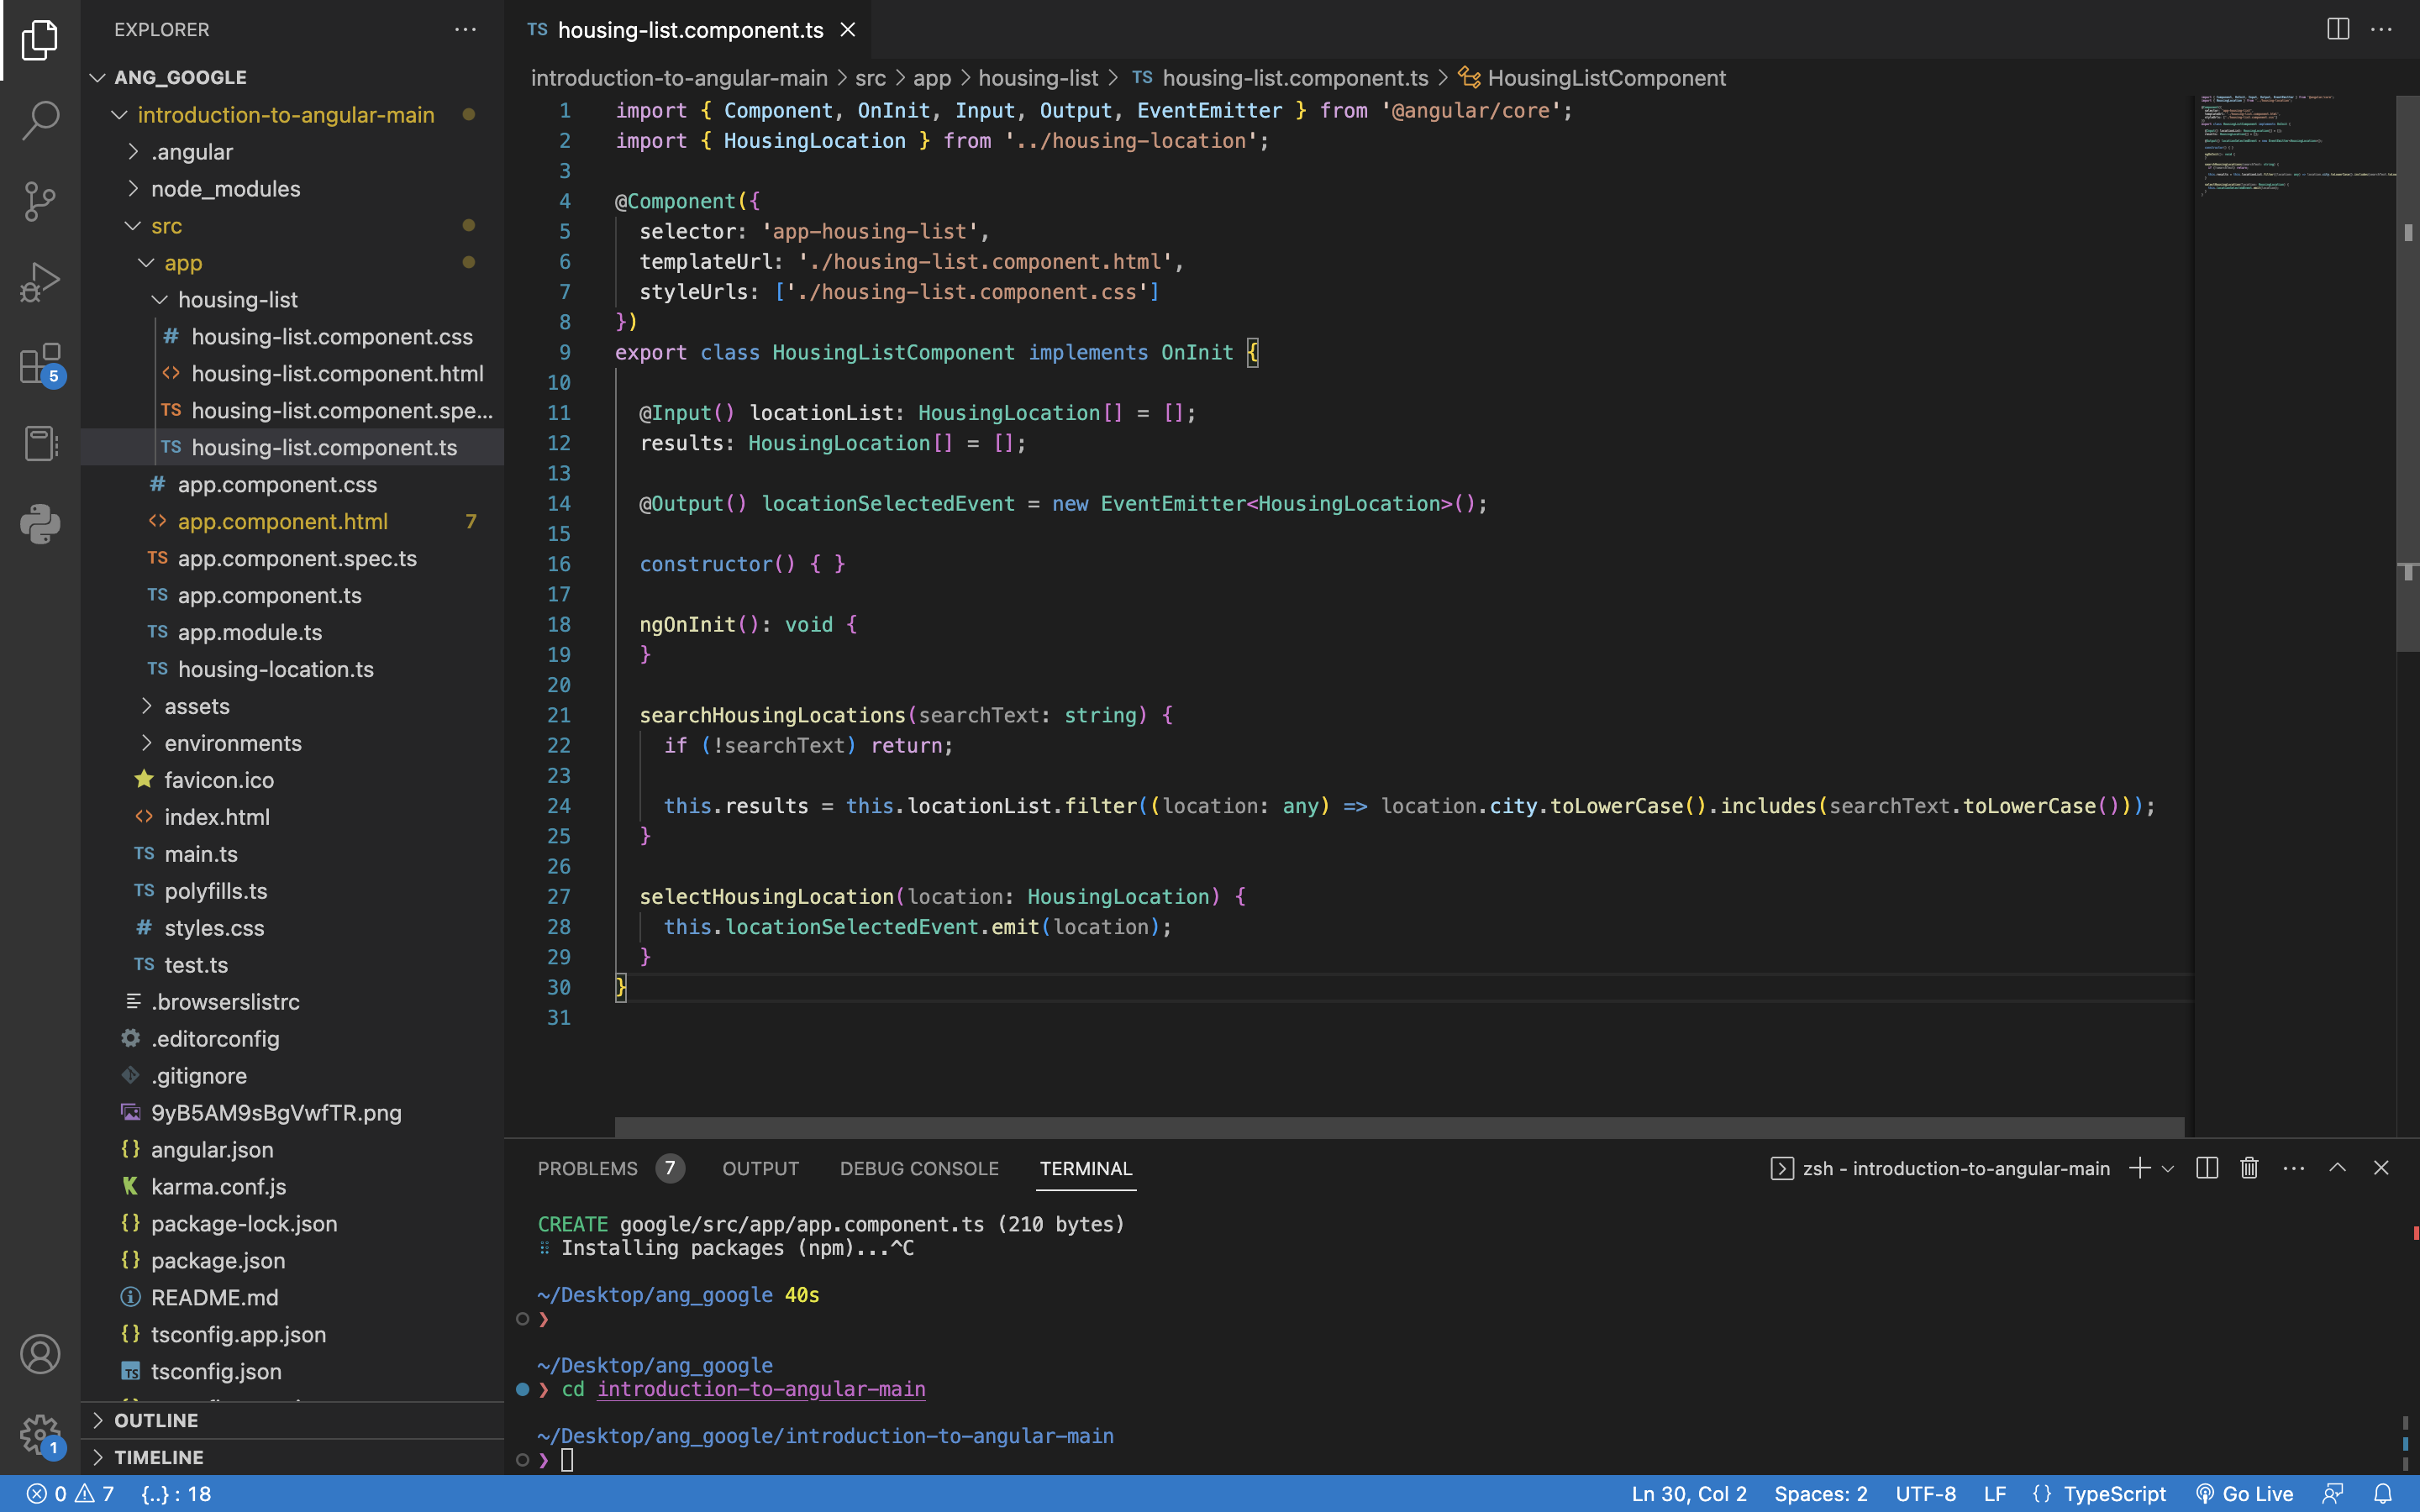 EXPLORER
ANG_GOOGLE
introduction-to-angular-main
.angular
node_modules
src
app
housing-list
# housing-list.component.css
<> housing-list.component.html
TS housing-list.component.spe...
TS housing-list.component.ts
# app.component.css
<> app.component.html 7
TS app.component.spec.ts
TS app.component.ts
TS app.module.ts
TS housing-location.ts
assets
environments
favicon.ico
<> index.html
TS main.ts
TS polyfills.ts
# styles.css
TS test.ts
.browserslistrc
.editorconfig
.gitignore
9yB5AM9sBgVwfTR.png
{} angular.json
karma.conf.js
{} package-lock.json
{} package.json
README.md
{} tsconfig.app.json
TS tsconfig.json
OUTLINE
TIMELINE
5
1
TS housing-list.component.ts
introduction-to-angular-main > src > app > housing-list > TS housing-list.component.ts > HousingListComponent
1 import { Component, OnInit, Input, Output, EventEmitter } from '@angular/core';
2 import { HousingLocation } from '../housing-location';
3
4 @Component({
5 selector: 'app-housing-list',
6 templateUrl: './housing-list.component.html',
7 styleUrls: ['./housing-list.component.css']
8 })
9 export class HousingListComponent implements OnInit {
10
11 @Input() locationList: HousingLocation[] = [];
12 results: HousingLocation[] = [];
13
14 @Output() locationSelectedEvent = new EventEmitter<HousingLocation>();
15
16 constructor() { }
17
18 ngOnInit(): void {
19 }
20
21 searchHousingLocations(searchText: string) {
22 if (!searchText) return;
23
24 this.results = this.locationList.filter((location: any) => location.city.toLowerCase().includes(searchText.toLowerCase()));
25 }
26
27 selectHousingLocation(location: HousingLocation) {
28 this.locationSelectedEvent.emit(location);
29 }
30 }
31
PROBLEMS 7 OUTPUT DEBUG CONSOLE TERMINAL
zsh - introduction-to-angular-main
CREATE google/src/app/app.component.ts (210 bytes)
⠿ Installing packages (npm)...^C
~/Desktop/ang_google 40s
❯
~/Desktop/ang_google
❯ cd introduction-to-angular-main
~/Desktop/ang_google/introduction-to-angular-main
❯
0 7 {..} : 18
Ln 30, Col 2 Spaces: 2 UTF-8 LF {} TypeScript Go Live